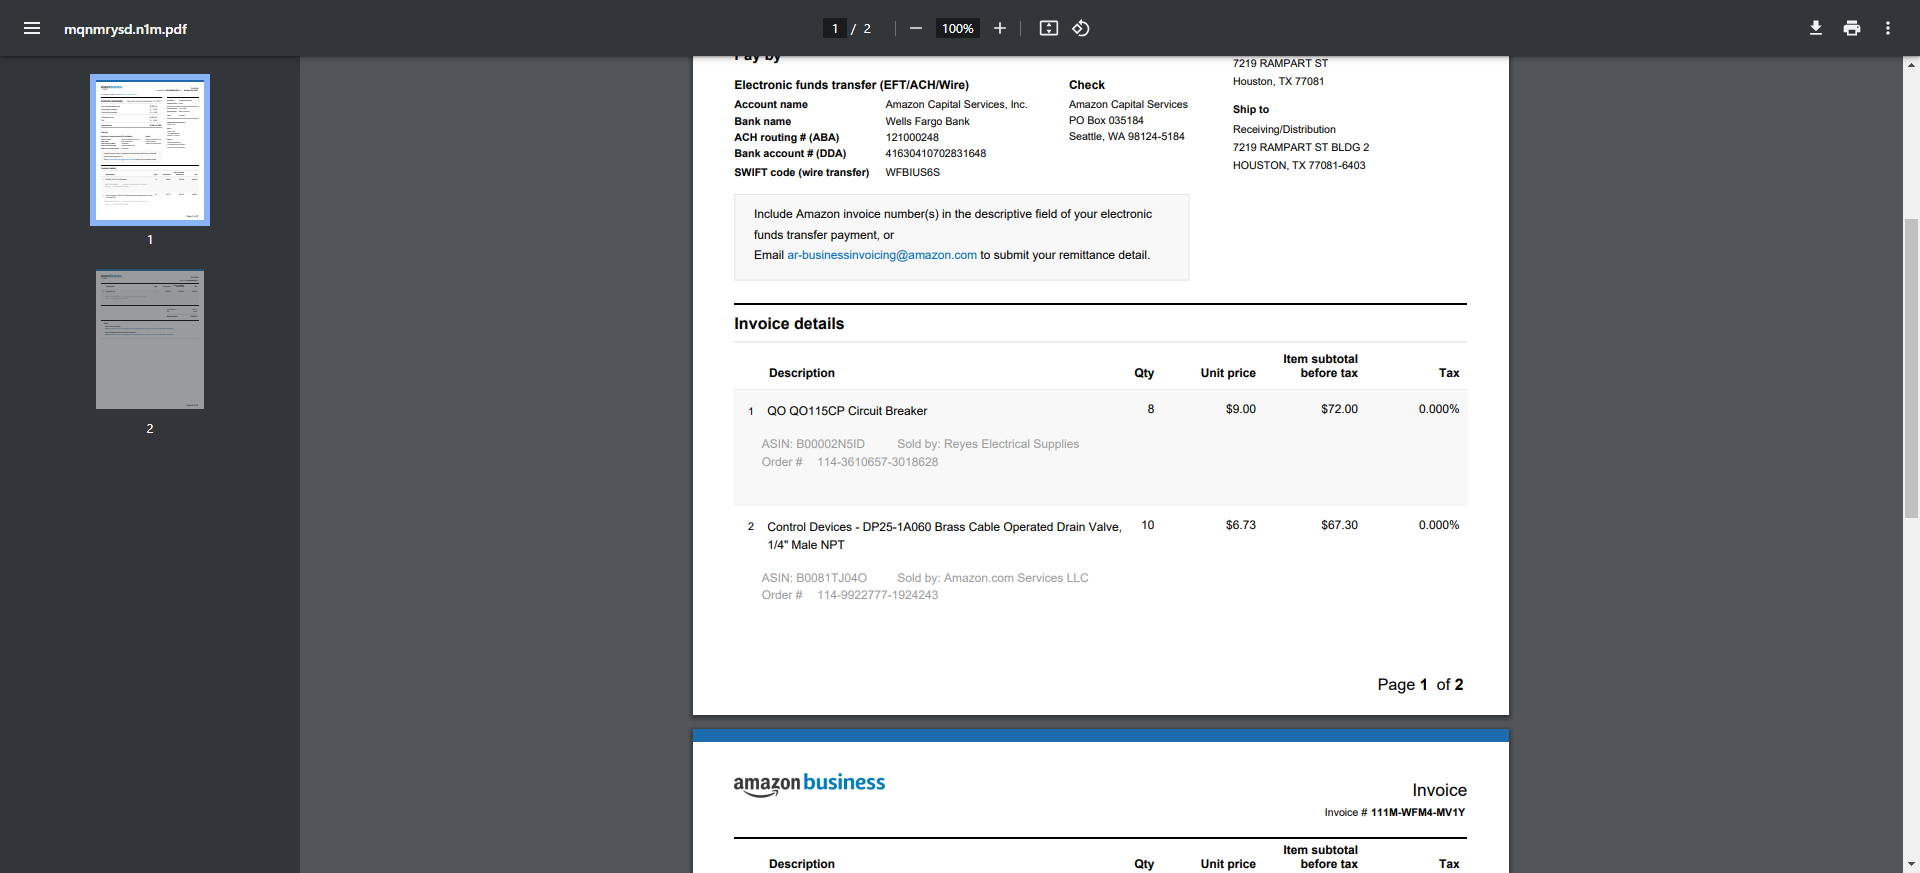 mqnmrysd.n1m.pdf
1 / 2
100%
1
2
Pay by
Electronic funds transfer (EFT/ACH/Wire)
Account name Amazon Capital Services, Inc.
Bank name Wells Fargo Bank
ACH routing # (ABA) 121000248
Bank account # (DDA) 41630410702831648
SWIFT code (wire transfer) WFBIUS6S
Check
Amazon Capital Services
PO Box 035184
Seattle, WA 98124-5184
7219 RAMPART ST
Houston, TX 77081
Ship to
Receiving/Distribution
7219 RAMPART ST BLDG 2
HOUSTON, TX 77081-6403
Include Amazon invoice number(s) in the descriptive field of your electronic
funds transfer payment, or
Email ar-businessinvoicing@amazon.com to submit your remittance detail.
Invoice details
Description Qty Unit price Item subtotal before tax Tax
1 QO QO115CP Circuit Breaker 8 $9.00 $72.00 0.000%
ASIN: B00002N5ID Sold by: Reyes Electrical Supplies
Order # 114-3610657-3018628
2 Control Devices - DP25-1A060 Brass Cable Operated Drain Valve, 10 $6.73 $67.30 0.000%
1/4" Male NPT
ASIN: B0081TJ04O Sold by: Amazon.com Services LLC
Order # 114-9922777-1924243
Page 1 of 2
amazon business
Invoice
Invoice # 111M-WFM4-MV1Y
Description Qty Unit price Item subtotal before tax Tax